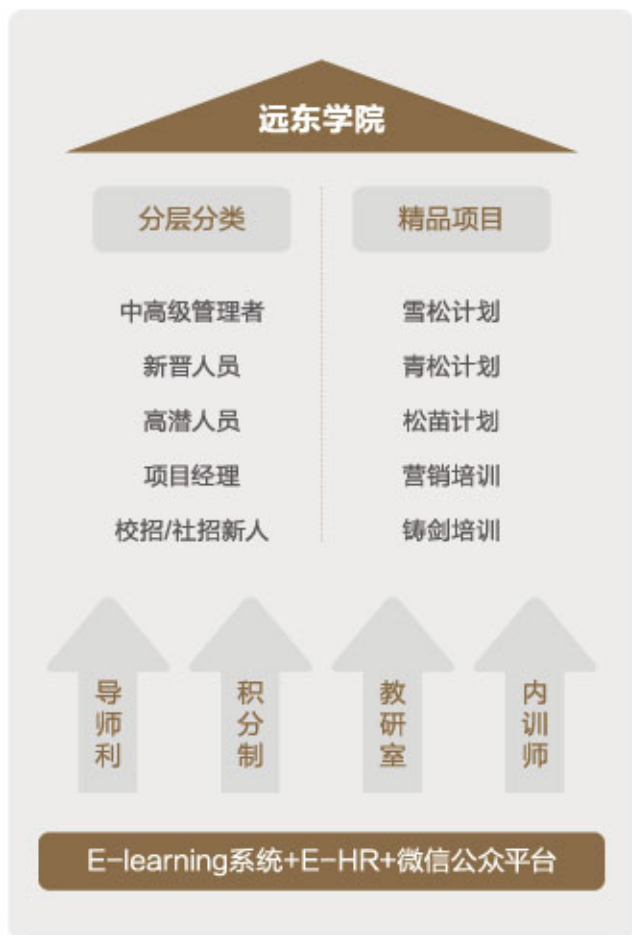 远东学院
分层分类
精品项目
中高级管理者
雪松计划
新晋人员
青松计划
高潜人员
松苗计划
项目经理
营销培训
校招/社招新人
铸剑培训
导师利
积分制
教研室
内训师
E-learning系统+E-HR+微信公众平台